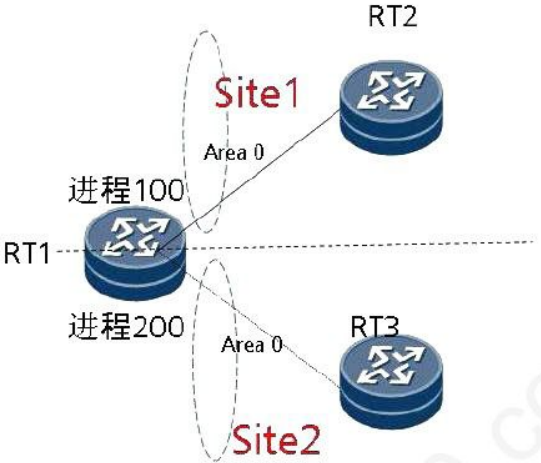 RT2
Site1
Area 0
进程100
RT1
进程200
Area 0
RT3
Site2